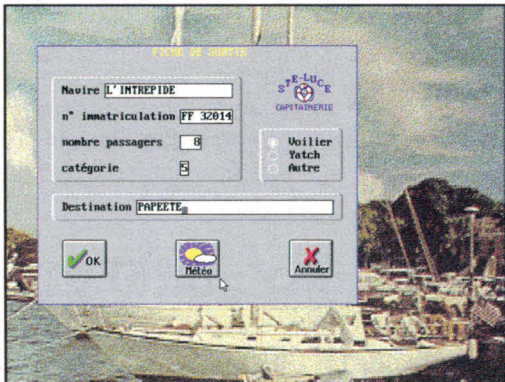 FICHE DE SORTIE
Navire L'INTREPIDE
n° immatriculation FF 32014
nombre passagers 8
catégorie 5
STE-LUCE
CAPITAINERIE
Voilier
Yatch
Autre
Destination PAPEETE
OK
Météo
Annuler